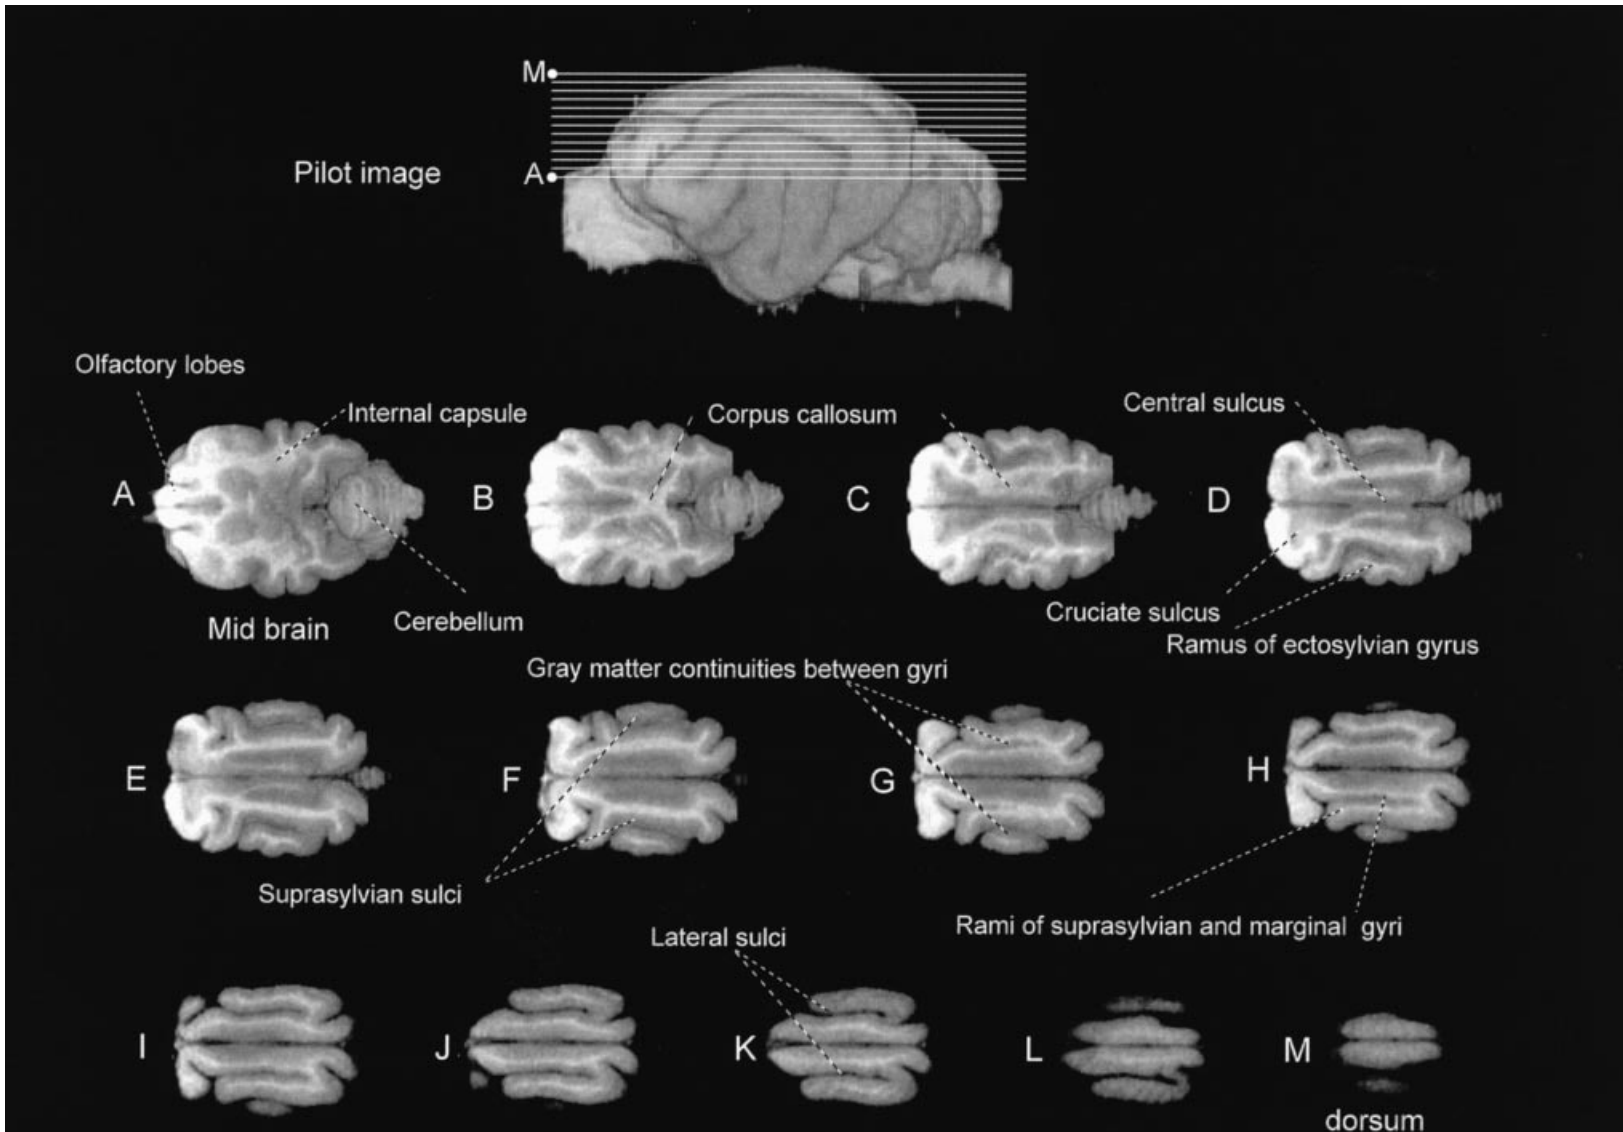 M
Pilot image
A
Olfactory lobes
Internal capsule
Corpus callosum
Central sulcus
A
B
C
D
Mid brain
Cerebellum
Cruciate sulcus
Ramus of ectosylvian gyrus
Gray matter continuities between gyri
E
F
G
H
Suprasylvian sulci
Rami of suprasylvian and marginal gyri
Lateral sulci
I
J
K
L
M
dorsum